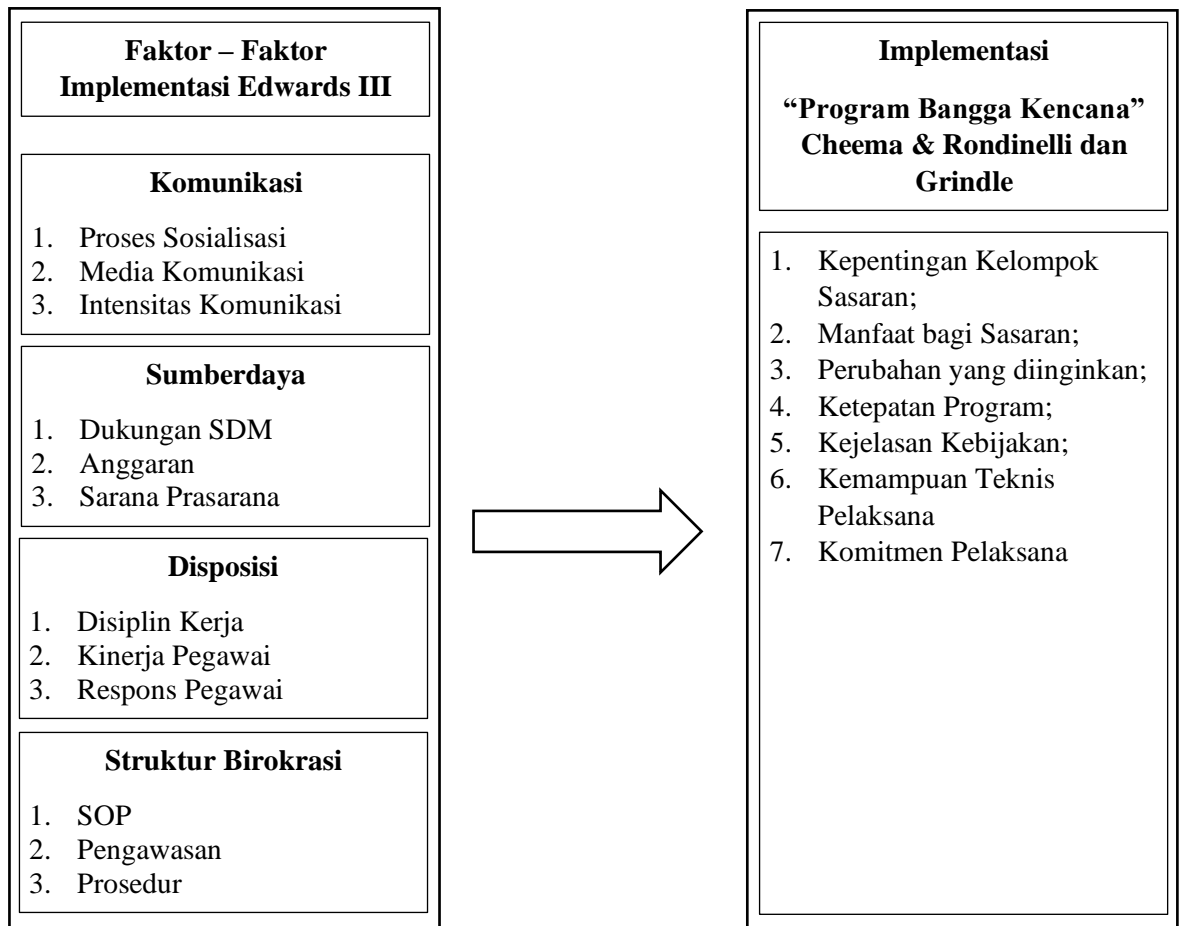 Faktor – Faktor
Implementasi Edwards III
Komunikasi
1. Proses Sosialisasi
2. Media Komunikasi
3. Intensitas Komunikasi
Sumberdaya
1. Dukungan SDM
2. Anggaran
3. Sarana Prasarana
Disposisi
1. Disiplin Kerja
2. Kinerja Pegawai
3. Respons Pegawai
Struktur Birokrasi
1. SOP
2. Pengawasan
3. Prosedur
Implementasi
“Program Bangga Kencana”
Cheema & Rondinelli dan
Grindle
1. Kepentingan Kelompok
Sasaran;
2. Manfaat bagi Sasaran;
3. Perubahan yang diinginkan;
4. Ketepatan Program;
5. Kejelasan Kebijakan;
6. Kemampuan Teknis
Pelaksana
7. Komitmen Pelaksana